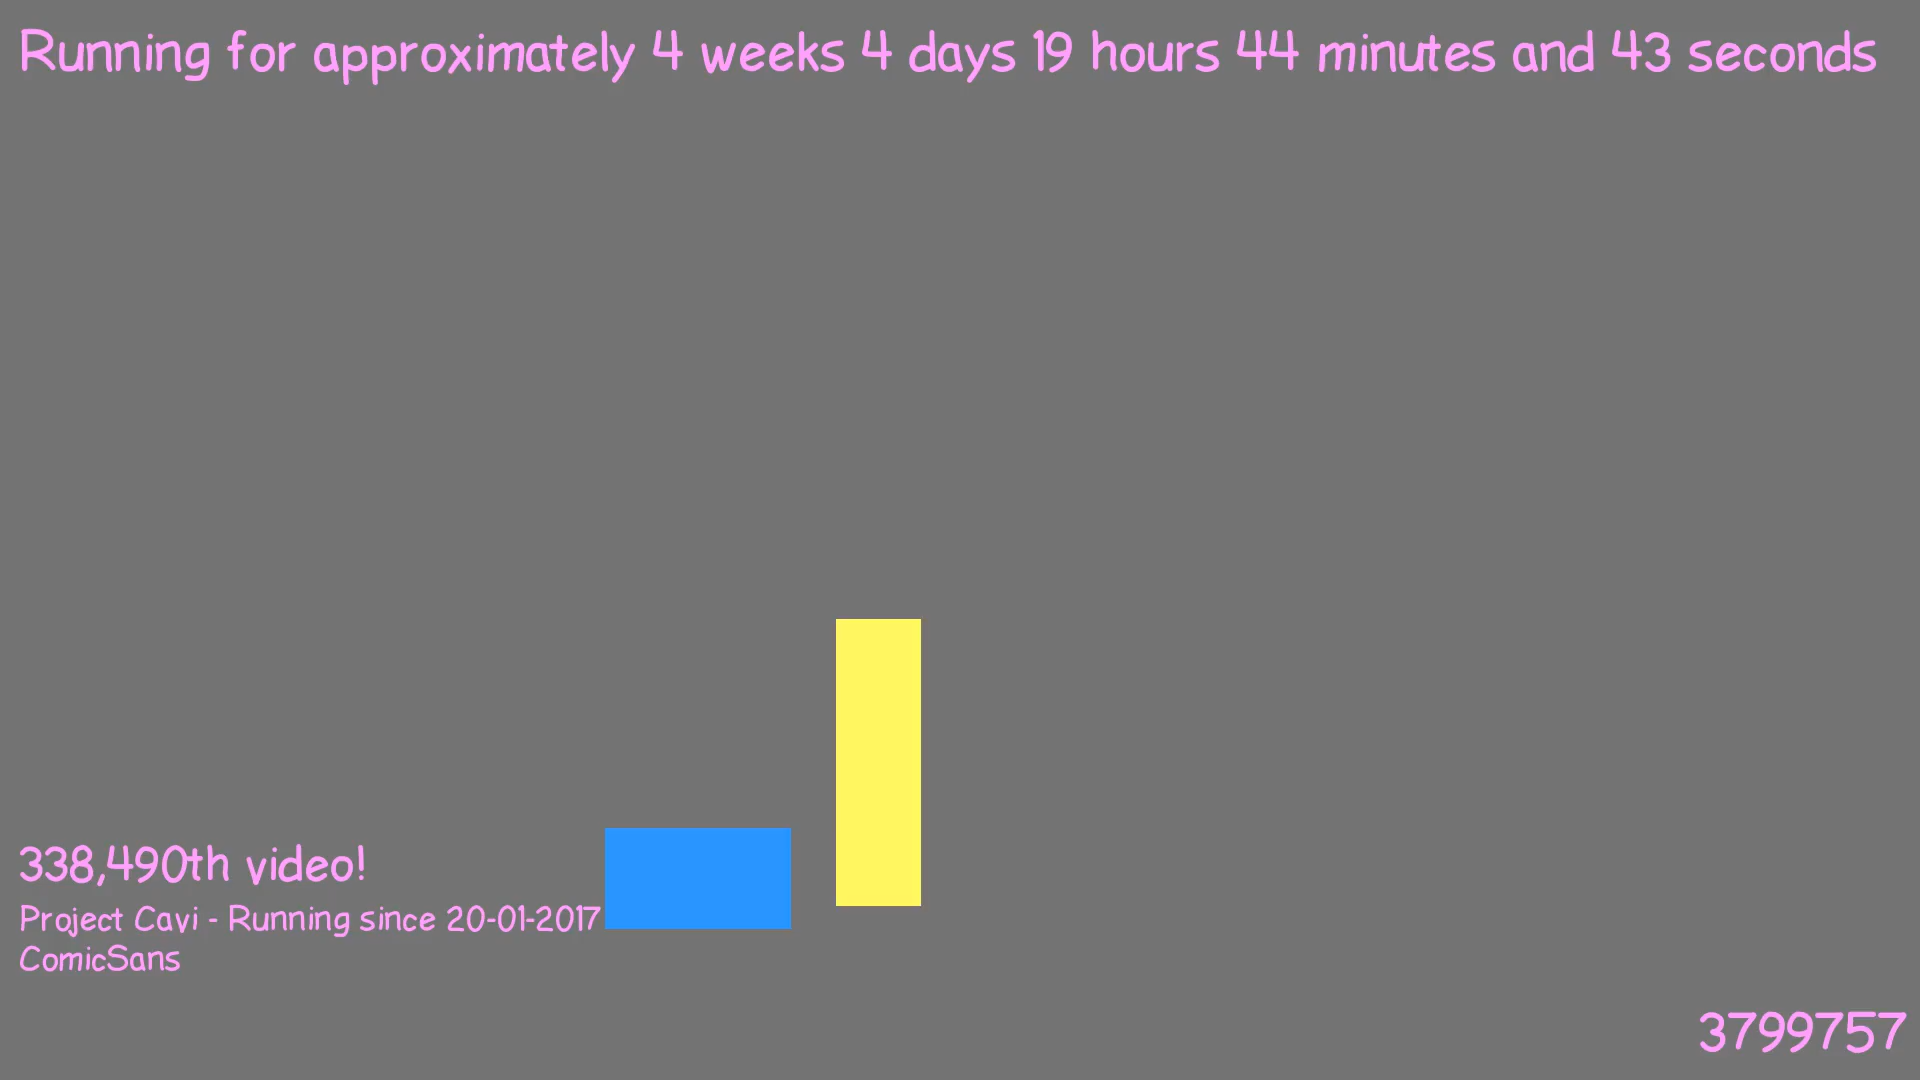 Running for approximately 4 weeks 4 days 19 hours 44 minutes and 43 seconds
338,490th video!
Project Cavi - Running since 20-01-2017
ComicSans
3799757